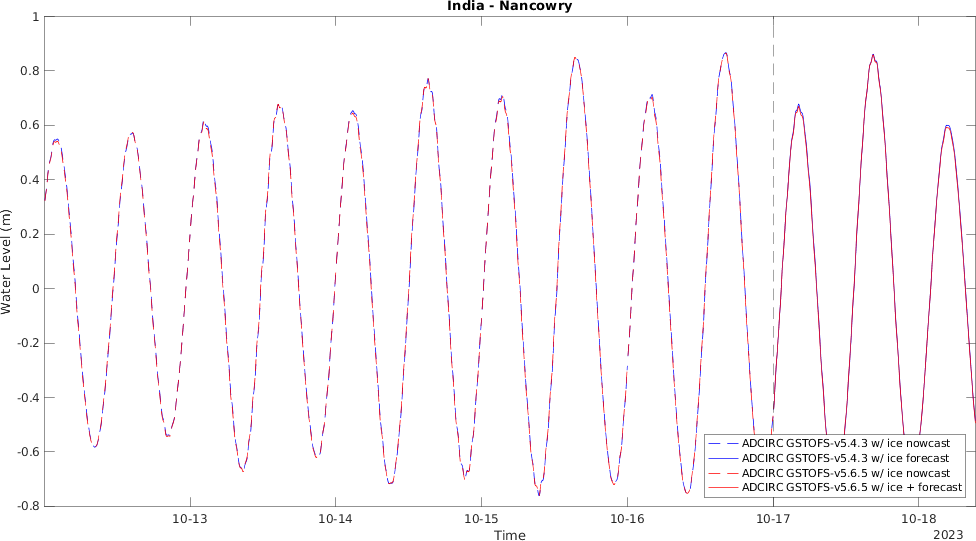 India - Nancowry
1
0.8
0.6
0.4
0.2
0
-0.2
-0.4
-0.6
-0.8
Water Level (m)
10-13
10-14
10-15
10-16
10-17
10-18
Time
2023
ADCIRC GSTOFS-v5.4.3 w/ ice nowcast
ADCIRC GSTOFS-v5.4.3 w/ ice forecast
ADCIRC GSTOFS-v5.6.5 w/ ice nowcast
ADCIRC GSTOFS-v5.6.5 w/ ice + forecast